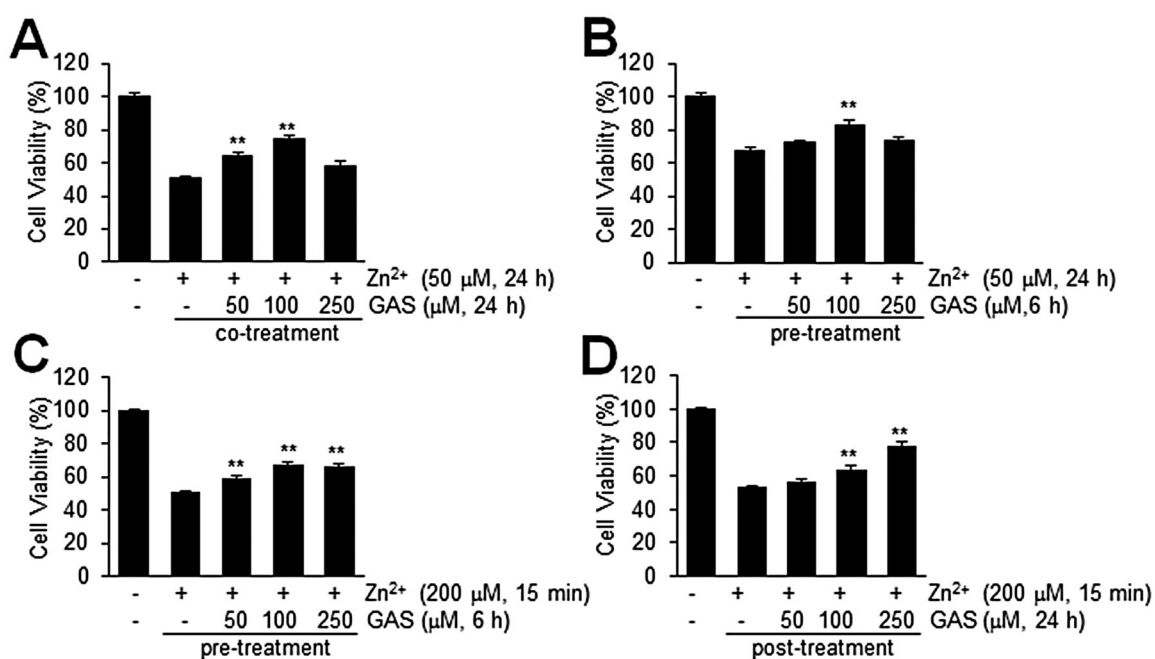 A
Cell Viability (%)
120
100
80
60
40
20
0
** **
- + + + + Zn²⁺ (50 μM, 24 h)
- - 50 100 250 GAS (μM, 24 h)
co-treatment
B
Cell Viability (%)
120
100
80
60
40
20
0
**
- + + + + Zn²⁺ (50 μM, 24 h)
- - 50 100 250 GAS (μM,6 h)
pre-treatment
C
Cell Viability (%)
120
100
80
60
40
20
0
** ** **
- + + + + Zn²⁺ (200 μM, 15 min)
- - 50 100 250 GAS (μM, 6 h)
pre-treatment
D
Cell Viability (%)
120
100
80
60
40
20
0
** **
- + + + + Zn²⁺ (200 μM, 15 min)
- - 50 100 250 GAS (μM, 24 h)
post-treatment